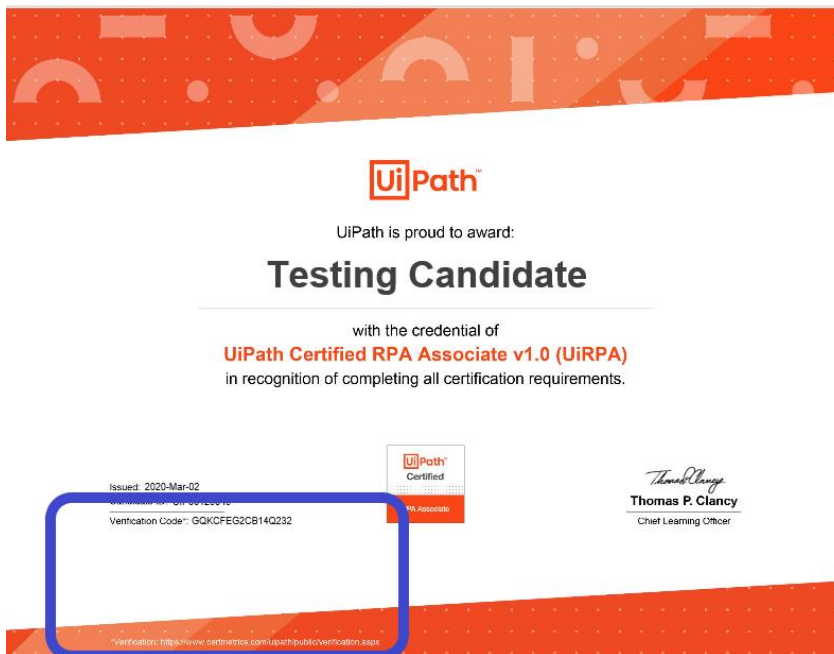 UiPath™
UiPath is proud to award:
Testing Candidate
with the credential of
UiPath Certified RPA Associate v1.0 (UiRPA)
in recognition of completing all certification requirements.
UiPath™
Certified
RPA Associate
Issued: 2020-Mar-02
Verification Code*: GQKCFEG2CB14Q232
Thomas P. Clancy
Chief Learning Officer
*Verification: https://www.certmetrics.com/uipath/public/verification.aspx